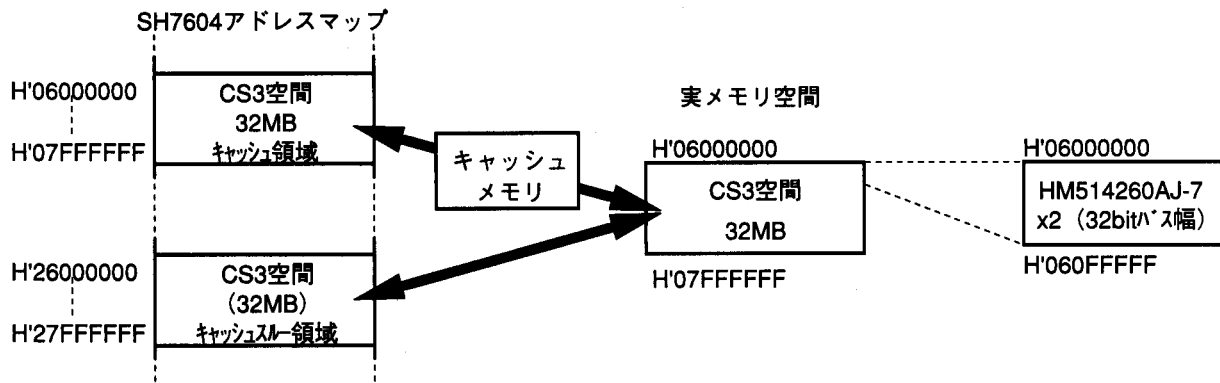 SH7604アドレスマップ
H'06000000
H'07FFFFFF
CS3空間
32MB
キャッシュ領域
H'26000000
H'27FFFFFF
CS3空間
(32MB)
キャッシュスルー領域
キャッシュ
メモリ
実メモリ空間
H'06000000
CS3空間
32MB
H'07FFFFFF
H'06000000
HM514260AJ-7
x2 (32bitバス幅)
H'060FFFFF